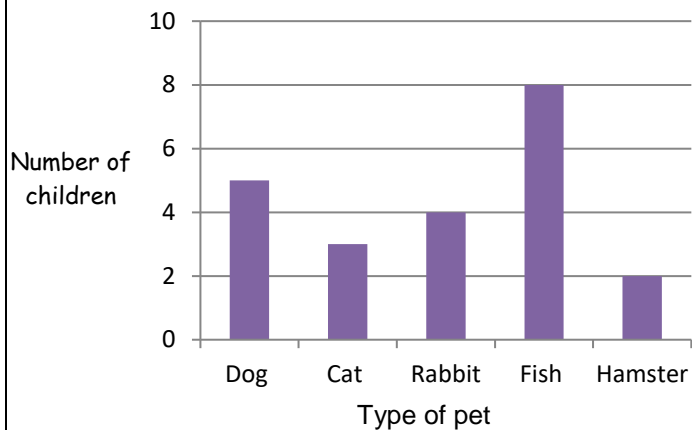 10
8
6
4
2
0
Number of
children
Dog Cat Rabbit Fish Hamster
Type of pet